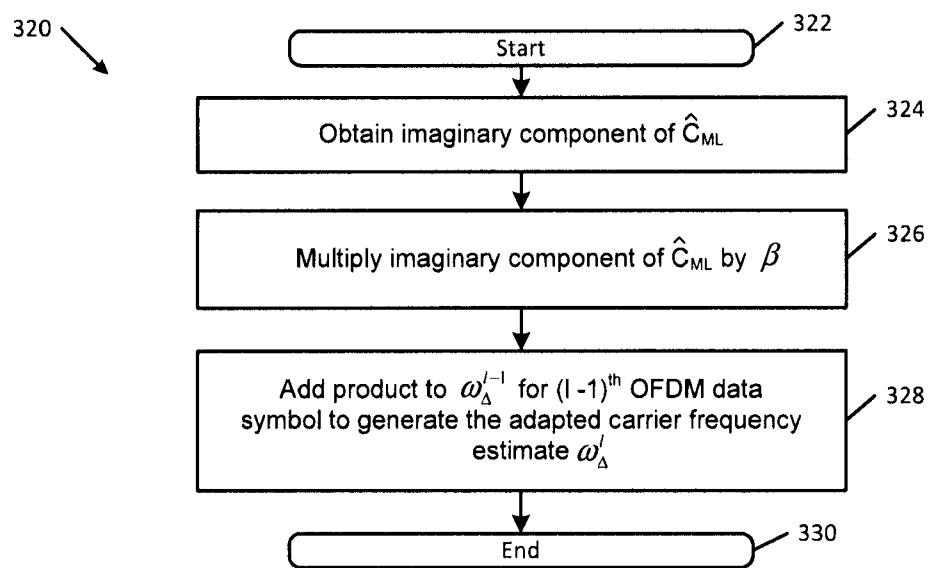 320
322
Start
324
Obtain imaginary component of Ĉ_ML
326
Multiply imaginary component of Ĉ_ML by β
Add product to ω_Δ^{l-1} for (l -1)^th OFDM data
symbol to generate the adapted carrier frequency
estimate ω_Δ^l
328
330
End